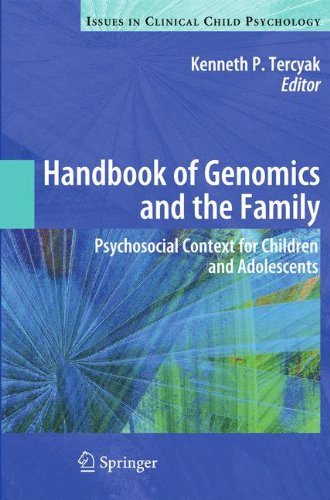 ISSUES IN CLINICAL CHILD PSYCHOLOGY
Kenneth P. Tercyak
Editor
Handbook of Genomics
and the Family
Psychosocial Context for Children
and Adolescents
Springer